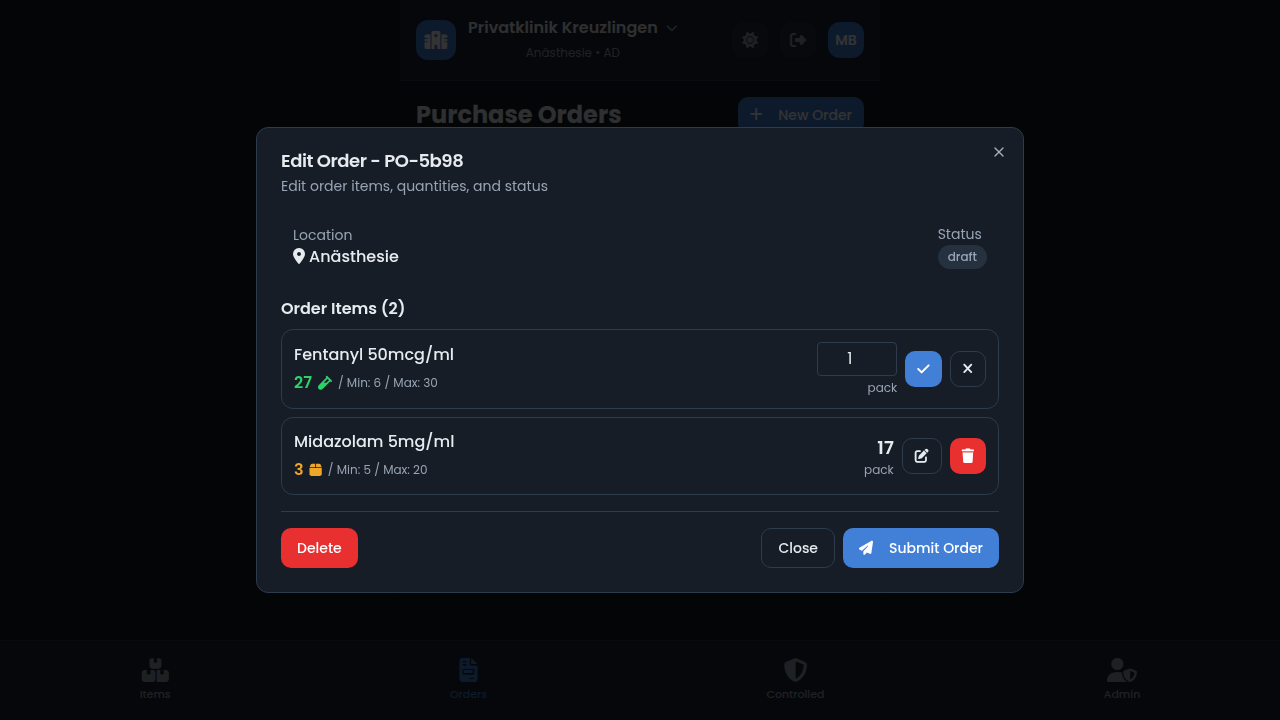 Privatklinik Kreuzlingen
Anästhesie • AD
MB
Purchase Orders
New Order
Edit Order - PO-5b98
Edit order items, quantities, and status
Location
Anästhesie
Status
draft
Order Items (2)
Fentanyl 50mcg/ml
27 / Min: 6 / Max: 30
1
pack
Midazolam 5mg/ml
3 / Min: 5 / Max: 20
17
pack
Delete
Close
Submit Order
Items
Orders
Controlled
Admin